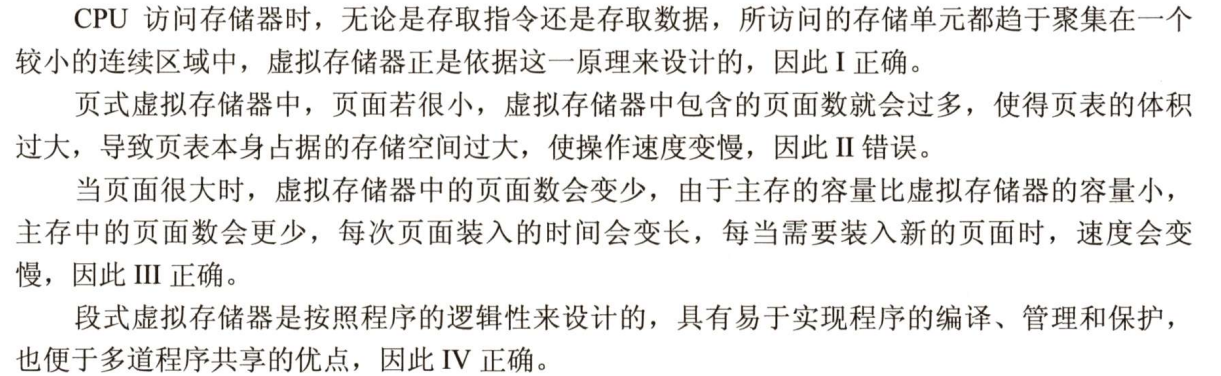 CPU 访问存储器时，无论是存取指令还是存取数据，所访问的存储单元都趋于聚集在一个
较小的连续区域中，虚拟存储器正是依据这一原理来设计的，因此 I 正确。
页式虚拟存储器中，页面若很小，虚拟存储器中包含的页面数就会过多，使得页表的体积
过大，导致页表本身占据的存储空间过大，使操作速度变慢，因此 II 错误。
当页面很大时，虚拟存储器中的页面数会变少，由于主存的容量比虚拟存储器的容量小，
主存中的页面数会更少，每次页面装入的时间会变长，每当需要装入新的页面时，速度会变
慢，因此 III 正确。
段式虚拟存储器是按照程序的逻辑性来设计的，具有易于实现程序的编译、管理和保护，
也便于多道程序共享的优点，因此 IV 正确。